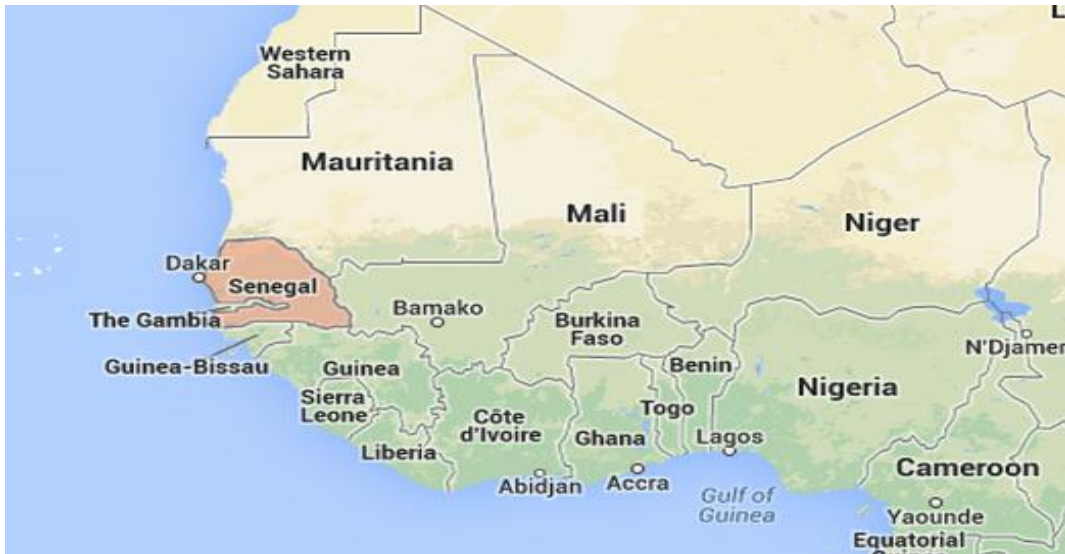 L
Western
Sahara
Mauritania
Mali
Niger
Dakar
Senegal
The Gambia
Bamako
Burkina
Faso
N'Djamer
Guinea-Bissau
Guinea
Benin
Nigeria
Sierra
Leone
Togo
Côte
d'Ivoire
Ghana
Lagos
Liberia
Cameroon
Abidjan
Accra
Gulf of
Guinea
Yaounde
Equatorial